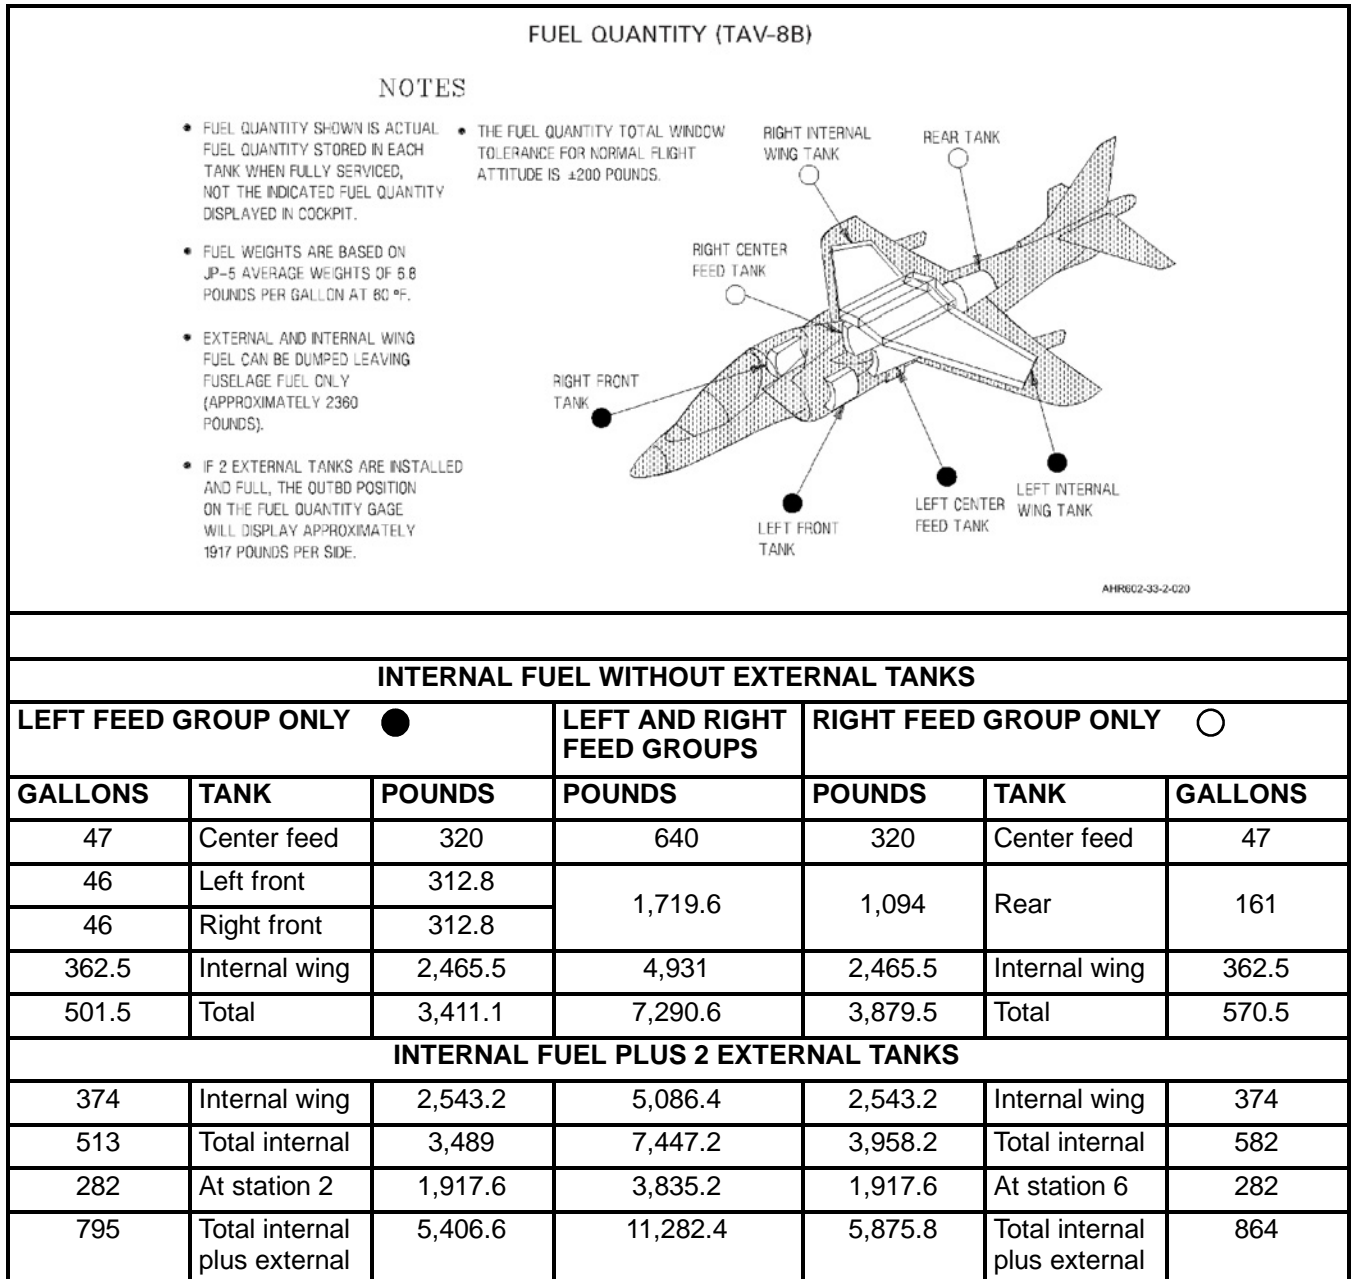 FUEL QUANTITY (TAV-8B)
NOTES
• FUEL QUANTITY SHOWN IS ACTUAL
FUEL QUANTITY STORED IN EACH
TANK WHEN FULLY SERVICED,
NOT THE INDICATED FUEL QUANTITY
DISPLAYED IN COCKPIT.
• FUEL WEIGHTS ARE BASED ON
JP-5 AVERAGE WEIGHTS OF 6.8
POUNDS PER GALLON AT 60 °F.
• EXTERNAL AND INTERNAL WING
FUEL CAN BE DUMPED LEAVING
FUSELAGE FUEL ONLY
(APPROXIMATELY 2360
POUNDS).
• IF 2 EXTERNAL TANKS ARE INSTALLED
AND FULL, THE OUTBD POSITION
ON THE FUEL QUANTITY GAGE
WILL DISPLAY APPROXIMATELY
1917 POUNDS PER SIDE.
• THE FUEL QUANTITY TOTAL WINDOW
TOLERANCE FOR NORMAL FLIGHT
ATTITUDE IS ±200 POUNDS.
RIGHT INTERNAL
WING TANK
REAR TANK
RIGHT CENTER
FEED TANK
RIGHT FRONT
TANK
LEFT FRONT
TANK
LEFT CENTER
FEED TANK
LEFT INTERNAL
WING TANK
AHR602-33-2-020
INTERNAL FUEL WITHOUT EXTERNAL TANKS
LEFT FEED GROUP ONLY
LEFT AND RIGHT
FEED GROUPS
RIGHT FEED GROUP ONLY
GALLONS TANK POUNDS POUNDS POUNDS TANK GALLONS
47 Center feed 320 640 320 Center feed 47
46 Left front 312.8
1,719.6 1,094 Rear 161
46 Right front 312.8
362.5 Internal wing 2,465.5 4,931 2,465.5 Internal wing 362.5
501.5 Total 3,411.1 7,290.6 3,879.5 Total 570.5
INTERNAL FUEL PLUS 2 EXTERNAL TANKS
374 Internal wing 2,543.2 5,086.4 2,543.2 Internal wing 374
513 Total internal 3,489 7,447.2 3,958.2 Total internal 582
282 At station 2 1,917.6 3,835.2 1,917.6 At station 6 282
795 Total internal 5,406.6 11,282.4 5,875.8 Total internal 864
plus external plus external